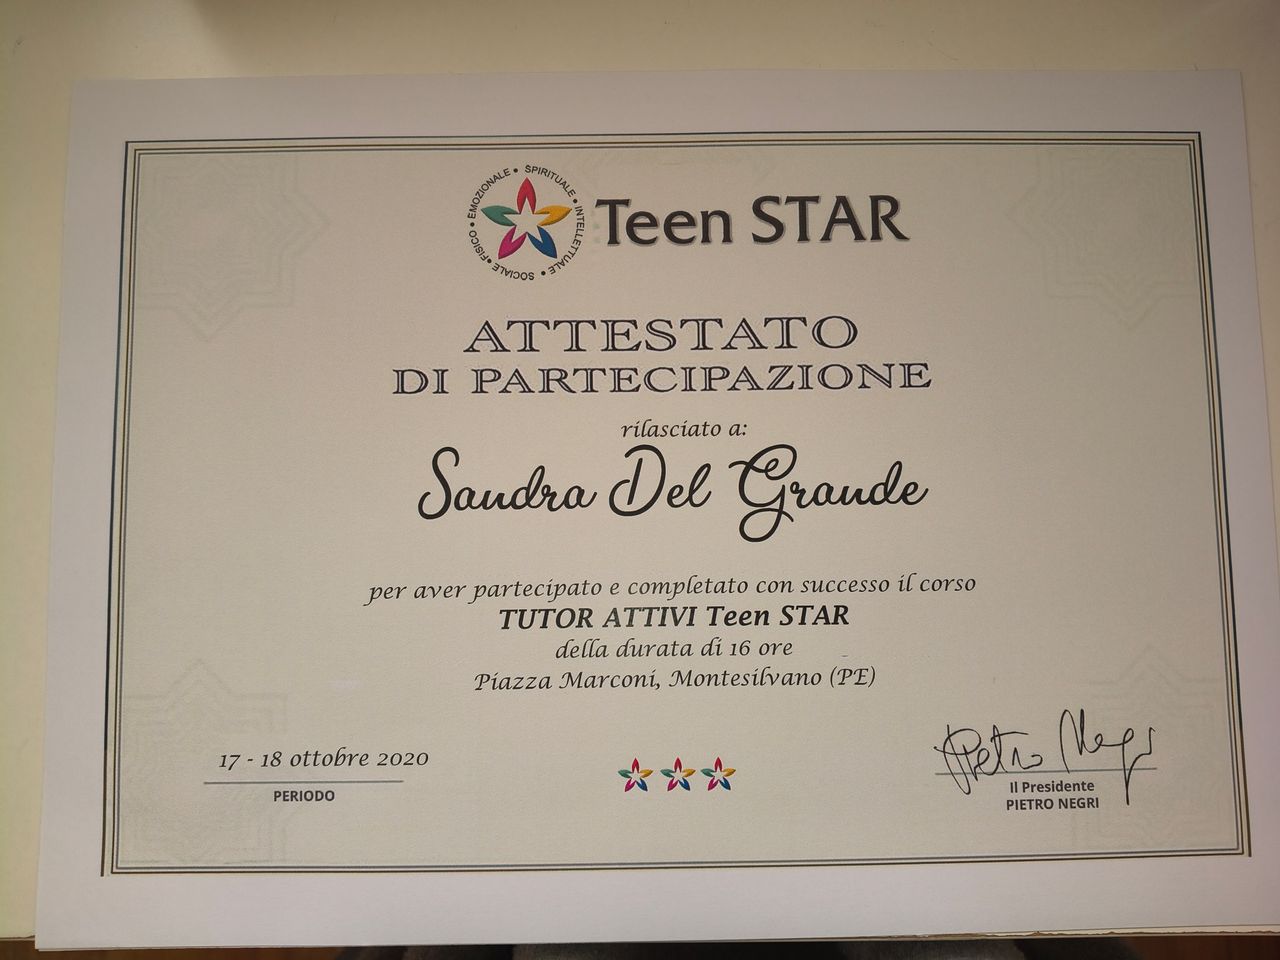 SPIRITUALE • INTELLETTUALE • SOCIALE • FISICO • EMOZIONALE •
Teen STAR
ATTESTATO
DI PARTECIPAZIONE
rilasciato a:
Sandra Del Grande
per aver partecipato e completato con successo il corso
TUTOR ATTIVI Teen STAR
della durata di 16 ore
Piazza Marconi, Montesilvano (PE)
17 - 18 ottobre 2020
PERIODO
Pietro Negri
Il Presidente
PIETRO NEGRI